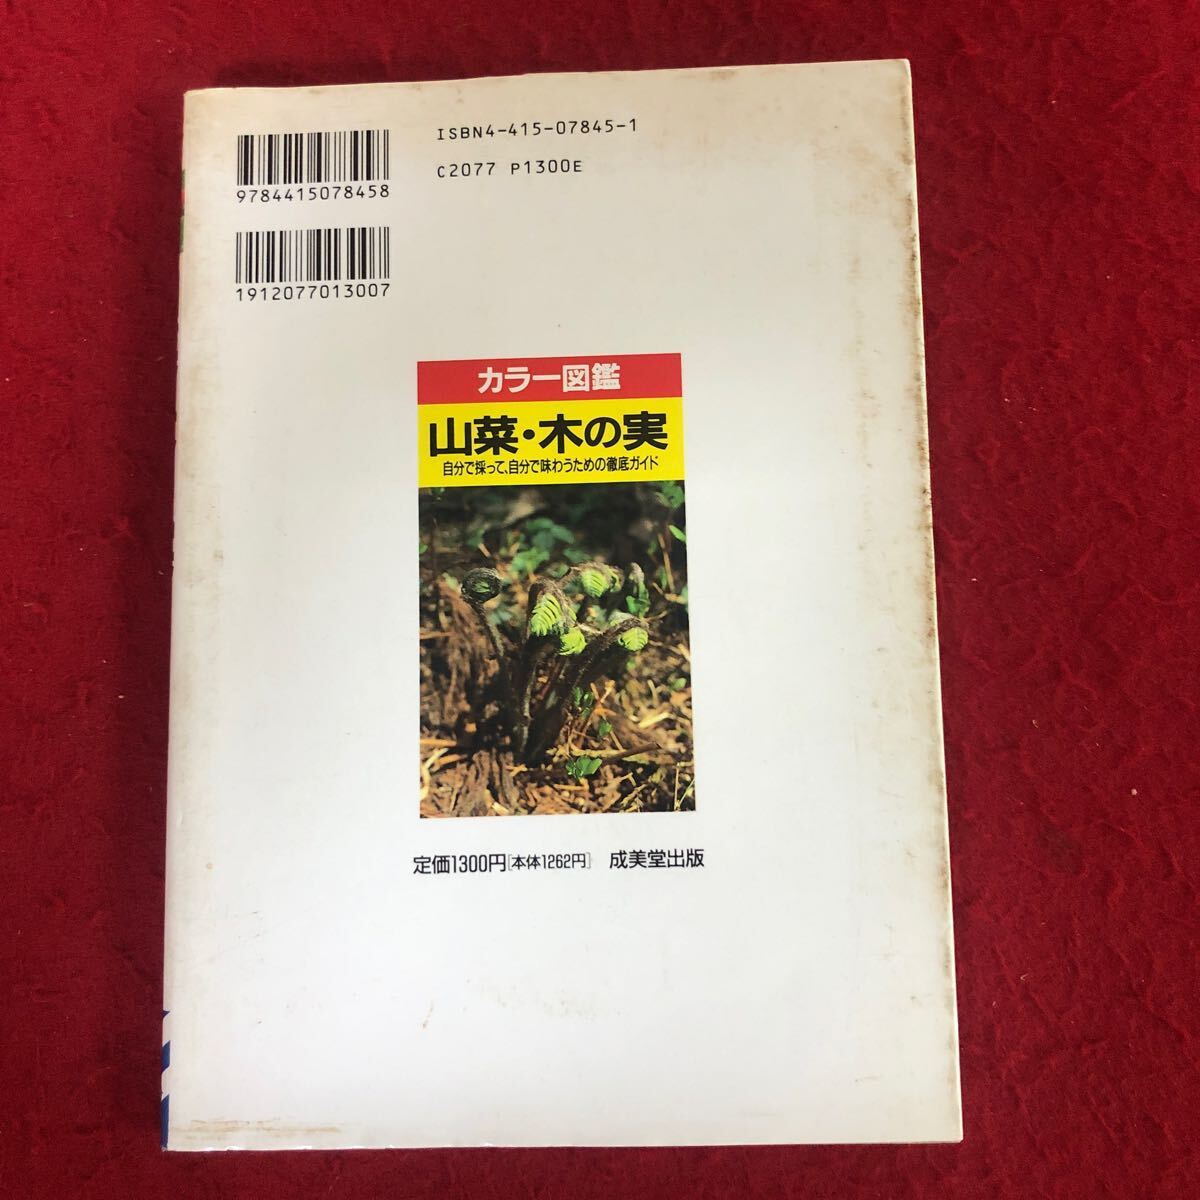 ISBN4-415-07845-1
9784415078458
C2077 P1300E
1912077013007
カラー図鑑
山菜・木の実
自分で採って、自分で味わうための徹底ガイド
定価1300円[本体1262円] 成美堂出版